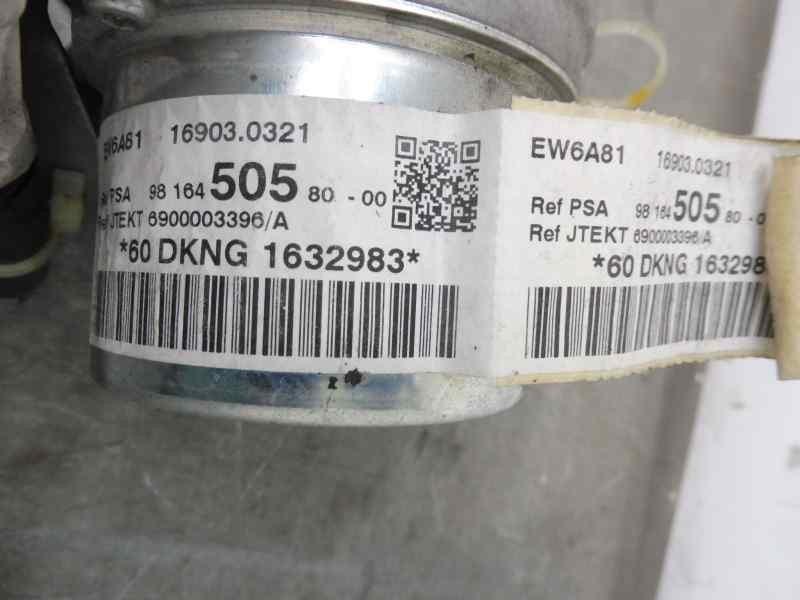 EW6A81 16903.0321
Ref PSA 98 164 505 80 - 00
Ref JTEKT 6900003396/A
*60 DKNG 1632983*
EW6A81 16903.0321
Ref PSA 98 164 505 80 - 0
Ref JTEKT 6900003396/A
*60 DKNG 163298